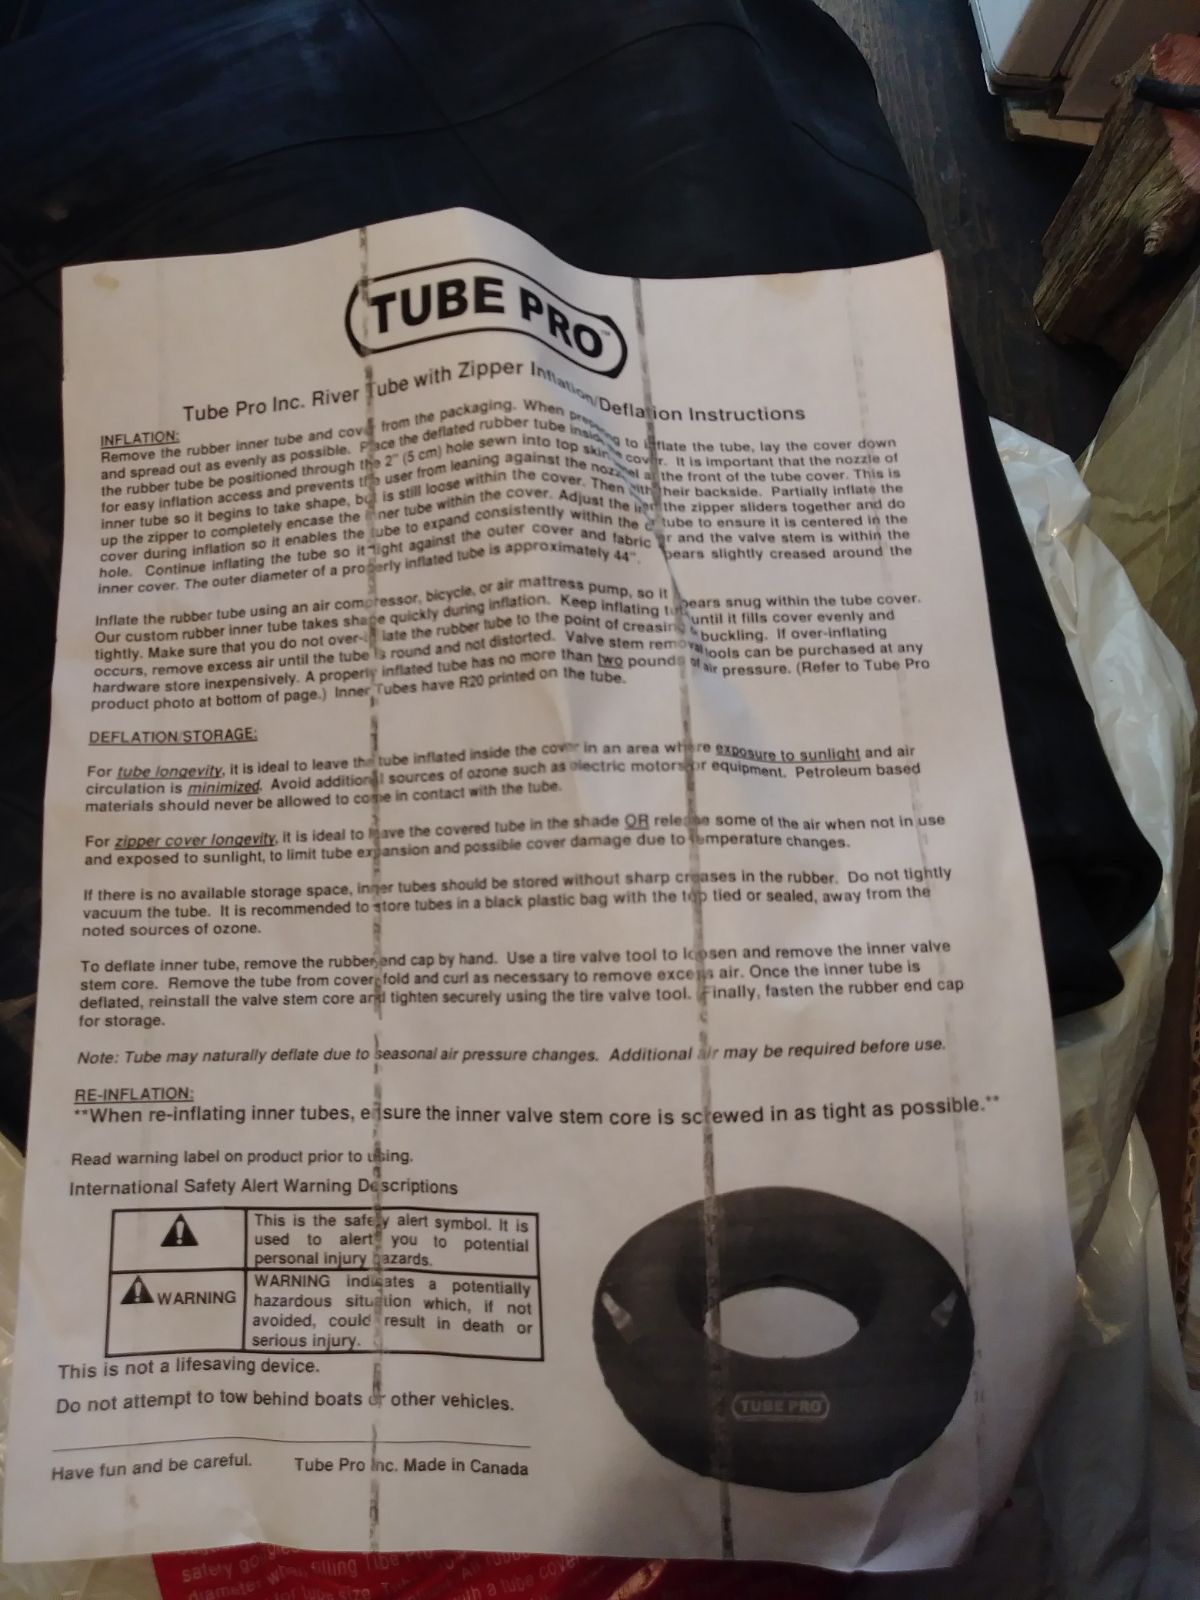 TUBE PRO™
Tube Pro Inc. River Tube with Zipper Inflation/Deflation Instructions
INFLATION:
Remove the rubber inner tube and cover from the packaging. When preparing to inflate the tube, lay the cover down
and spread out as evenly as possible. Place the deflated rubber tube inside cover. It is important that the nozzle of
the rubber tube be positioned through the 2" (5 cm) hole sewn into top skin panel at the front of the tube cover. This is
for easy inflation access and prevents the user from leaning against the nozzle with their backside. Partially inflate the
inner tube so it begins to take shape, but is still loose within the cover. Then the zipper sliders together and do
up the zipper to completely encase the inner tube within the cover. Adjust the inner tube to ensure it is centered in the
cover during inflation so it enables the tube to expand consistently within the and the valve stem is within the
hole. Continue inflating the tube so it tight against the outer cover and fabric appears slightly creased around the
inner cover. The outer diameter of a properly inflated tube is approximately 44".
Inflate the rubber tube using an air compressor, bicycle, or air mattress pump, so it appears snug within the tube cover.
Our custom rubber inner tube takes shape quickly during inflation. Keep inflating tube until it fills cover evenly and
tightly. Make sure that you do not over-inflate the rubber tube to the point of creasing & buckling. If over-inflating
occurs, remove excess air until the tube is round and not distorted. Valve stem removal tools can be purchased at any
hardware store inexpensively. A properly inflated tube has no more than two pounds of air pressure. (Refer to Tube Pro
product photo at bottom of page.) Inner Tubes have R20 printed on the tube.
DEFLATION/STORAGE:
For tube longevity, it is ideal to leave the tube inflated inside the cover in an area where exposure to sunlight and air
circulation is minimized. Avoid additional sources of ozone such as electric motors or equipment. Petroleum based
materials should never be allowed to come in contact with the tube.
For zipper cover longevity, it is ideal to leave the covered tube in the shade OR release some of the air when not in use
and exposed to sunlight, to limit tube expansion and possible cover damage due to temperature changes.
If there is no available storage space, inner tubes should be stored without sharp creases in the rubber. Do not tightly
vacuum the tube. It is recommended to store tubes in a black plastic bag with the top tied or sealed, away from the
noted sources of ozone.
To deflate inner tube, remove the rubber end cap by hand. Use a tire valve tool to loosen and remove the inner valve
stem core. Remove the tube from cover, fold and curl as necessary to remove excess air. Once the inner tube is
deflated, reinstall the valve stem core and tighten securely using the tire valve tool. Finally, fasten the rubber end cap
for storage.
Note: Tube may naturally deflate due to seasonal air pressure changes. Additional air may be required before use.
RE-INFLATION:
**When re-inflating inner tubes, ensure the inner valve stem core is screwed in as tight as possible.**
Read warning label on product prior to using.
International Safety Alert Warning Descriptions
This is the safety alert symbol. It is
used to alert you to potential
personal injury hazards.
WARNING
WARNING indicates a potentially
hazardous situation which, if not
avoided, could result in death or
serious injury.
This is not a lifesaving device.
Do not attempt to tow behind boats or other vehicles.
TUBE PRO
Have fun and be careful. Tube Pro Inc. Made in Canada
safety when filling Tube
diameter tube size.
with a tube cover